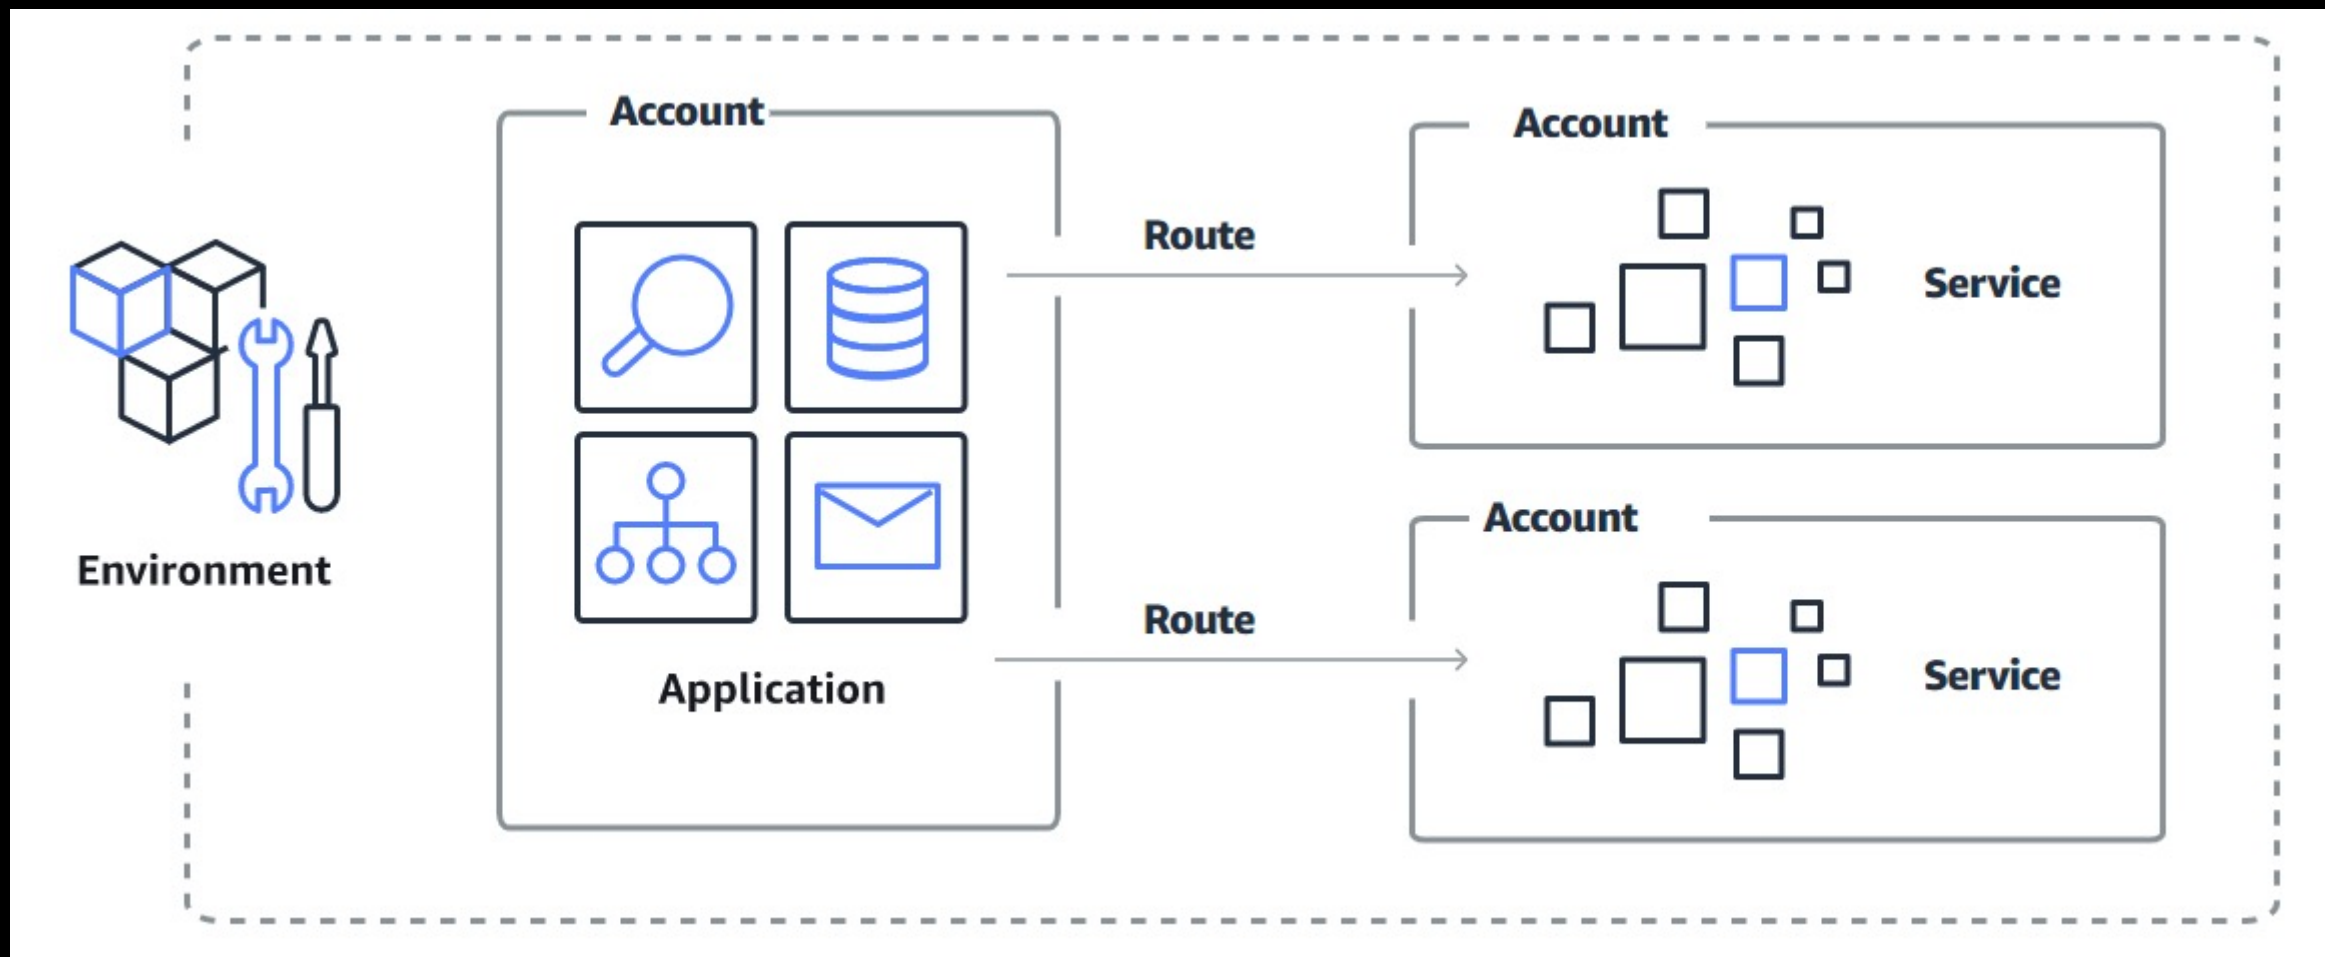 Account
Account
Route
Service
Environment
Account
Route
Service
Application